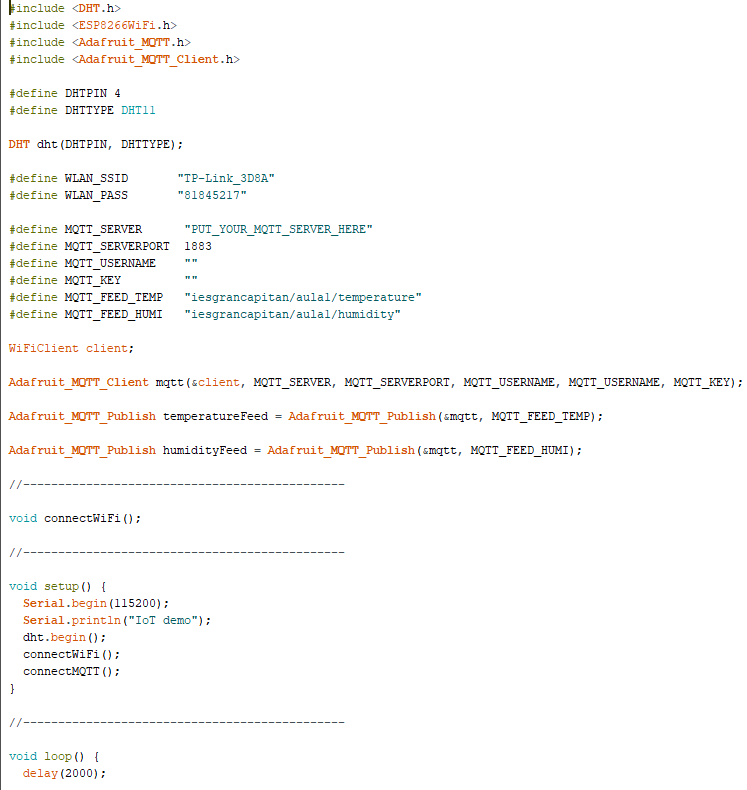 #include <DHT.h>
#include <ESP8266WiFi.h>
#include <Adafruit_MQTT.h>
#include <Adafruit_MQTT_Client.h>
#define DHTPIN 4
#define DHTTYPE DHT11
DHT dht(DHTPIN, DHTTYPE);
#define WLAN_SSID       "TP-Link_3D8A"
#define WLAN_PASS       "81845217"
#define MQTT_SERVER      "PUT_YOUR_MQTT_SERVER_HERE"
#define MQTT_SERVERPORT  1883
#define MQTT_USERNAME    ""
#define MQTT_KEY         ""
#define MQTT_FEED_TEMP   "iesgrancapitan/aula1/temperature"
#define MQTT_FEED_HUMI   "iesgrancapitan/aula1/humidity"
WiFiClient client;
Adafruit_MQTT_Client mqtt(&client, MQTT_SERVER, MQTT_SERVERPORT, MQTT_USERNAME, MQTT_USERNAME, MQTT_KEY);
Adafruit_MQTT_Publish temperatureFeed = Adafruit_MQTT_Publish(&mqtt, MQTT_FEED_TEMP);
Adafruit_MQTT_Publish humidityFeed = Adafruit_MQTT_Publish(&mqtt, MQTT_FEED_HUMI);
//----------------------------------------------
void connectWiFi();
//----------------------------------------------
void setup() {
  Serial.begin(115200);
  Serial.println("IoT demo");
  dht.begin();
  connectWiFi();
  connectMQTT();
}
//----------------------------------------------
void loop() {
  delay(2000);